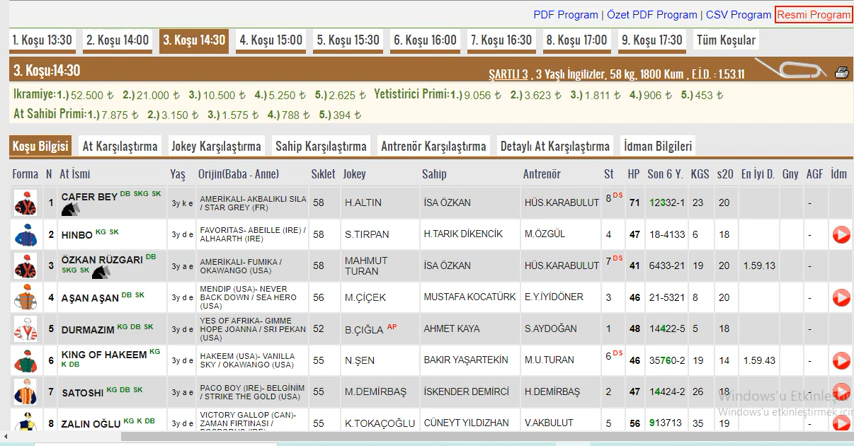 PDF Program | Özet PDF Program | CSV Program | Resmi Program
1. Koşu 13:30 2. Koşu 14:00 3. Koşu 14:30 4. Koşu 15:00 5. Koşu 15:30 6. Koşu 16:00 7. Koşu 16:30 8. Koşu 17:00 9. Koşu 17:30 Tüm Koşular
3. Koşu:14:30 ŞARTLI 3 , 3 Yaşlı İngilizler, 58 kg, 1800 Kum , E.İ.D. : 1.53.11
Ikramiye: 1.) 52.500 ₺ 2.) 21.000 ₺ 3.) 10.500 ₺ 4.) 5.250 ₺ 5.) 2.625 ₺ Yetistirici Primi: 1.) 9.056 ₺ 2.) 3.623 ₺ 3.) 1.811 ₺ 4.) 906 ₺ 5.) 453 ₺
At Sahibi Primi: 1.) 7.875 ₺ 2.) 3.150 ₺ 3.) 1.575 ₺ 4.) 788 ₺ 5.) 394 ₺
Koşu Bilgisi At Karşılaştırma Jokey Karşılaştırma Sahip Karşılaştırma Antrenör Karşılaştırma Detaylı At Karşılaştırma İdman Bilgileri
Forma N At İsmi Yaş Orijin(Baba - Anne) Sıklet Jokey Sahip Antrenör St HP Son 6 Y. KGS s20 En İyi D. Gny AGF İdm
1 CAFER BEY DB SKG SK 3y k e AMERİKALI- AKBALIKLI SILA / STAR GREY (FR) 58 H.ALTIN İSA ÖZKAN HÜS.KARABULUT 8 DS 71 12332-1 23 20 -
2 HINBO KG SK 3y d e FAVORITAS- ABEILLE (IRE) / ALHAARTH (IRE) 58 S.TIRPAN H.TARIK DİKENCİK M.ÖZGÜL 4 47 18-4133 6 18 -
3 ÖZKAN RÜZGARI DB SKG SK 3y a e AMERİKALI- FUMİKA / OKAWANGO (USA) 58 MAHMUT TURAN İSA ÖZKAN HÜS.KARABULUT 7 DS 41 6433-21 19 20 1.59.13 -
4 AŞAN AŞAN DB SK 3y d e MENDIP (USA)- NEVER BACK DOWN / SEA HERO (USA) 56 M.ÇİÇEK MUSTAFA KOCATÜRK E.Y.İYİDÖNER 3 46 21-5321 8 20 -
5 DURMAZIM KG DB SK 3y d e YES OF AFRIKA- GIMME HOPE JOANNA / SRI PEKAN (USA) 52 B.ÇIĞLA AP AHMET KAYA S.AYDOĞAN 1 48 14422-5 5 18 -
6 KING OF HAKEEM KG K DB 3y a e HAKEEM (USA)- VANILLA SKY / OKAWANGO (USA) 55 N.ŞEN BAKIR YAŞARTEKİN M.U.TURAN 6 DS 46 35760-2 19 14 1.59.43 -
7 SATOSHI KG DB SK 3y a e PACO BOY (IRE)- BELGİNİM / STRIKE THE GOLD (USA) 55 M.DEMİRBAŞ İSKENDER DEMİRCİ H.DEMİRBAŞ 2 47 14424-2 26 18
8 ZALIN OĞLU KG K DB 3y d e VICTORY GALLOP (CAN)- ZAMAN FIRTINASI / 55 K.TOKAÇOĞLU CÜNEYT YILDIZHAN V.AKBULUT 5 56 913713 35 19
Windows'u Etkinleştir
Windows'u etkinleştirmek için